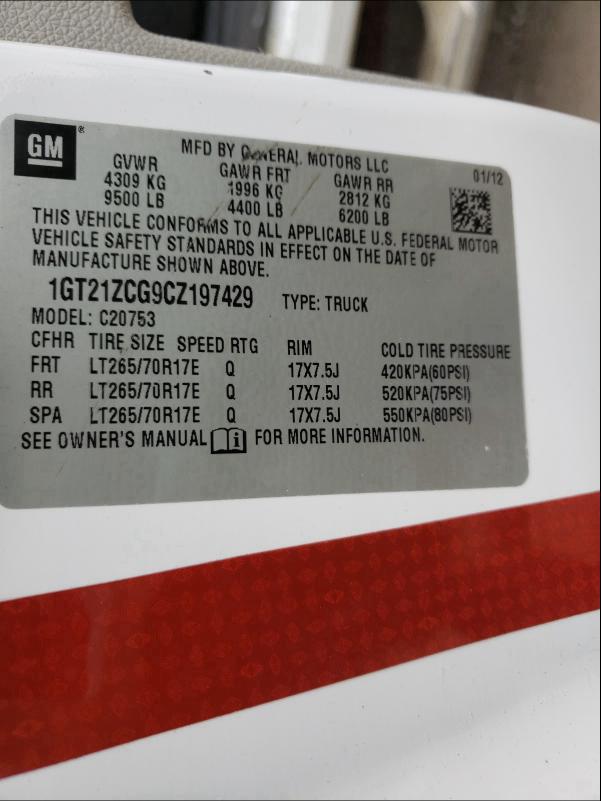 GM®
MFD BY GENERAL MOTORS LLC
01/12
GVWR GAWR FRT GAWR RR
4309 KG 1996 KG 2812 KG
9500 LB 4400 LB 6200 LB
THIS VEHICLE CONFORMS TO ALL APPLICABLE U.S. FEDERAL MOTOR
VEHICLE SAFETY STANDARDS IN EFFECT ON THE DATE OF
MANUFACTURE SHOWN ABOVE.
1GT21ZCG9CZ197429 TYPE: TRUCK
MODEL: C20753
CFHR TIRE SIZE SPEED RTG RIM COLD TIRE PRESSURE
FRT LT265/70R17E Q 17X7.5J 420KPA(60PSI)
RR LT265/70R17E Q 17X7.5J 520KPA(75PSI)
SPA LT265/70R17E Q 17X7.5J 550KPA(80PSI)
SEE OWNER'S MANUAL i FOR MORE INFORMATION.